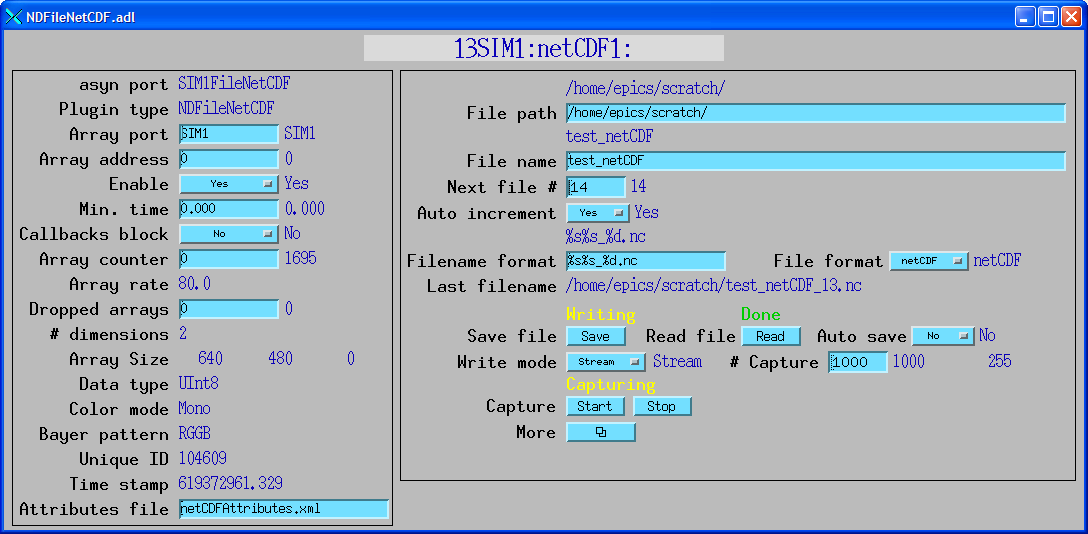 NDFileNetCDF.adl
13SIM1:netCDF1:
asyn port SIM1FileNetCDF
Plugin type NDFileNetCDF
Array port SIM1 SIM1
Array address 0 0
Enable Yes Yes
Min. time 0.000 0.000
Callbacks block No No
Array counter 0 1695
Array rate 80.0
Dropped arrays 0 0
# dimensions 2
Array Size 640 480 0
Data type UInt8
Color mode Mono
Bayer pattern RGGB
Unique ID 104609
Time stamp 619372961.329
Attributes file netCDFAttributes.xml
/home/epics/scratch/
File path /home/epics/scratch/
test_netCDF
File name test_netCDF
Next file # 14 14
Auto increment Yes Yes
%s%s_%d.nc
Filename format %s%s_%d.nc File format netCDF netCDF
Last filename /home/epics/scratch/test_netCDF_13.nc
Writing Done
Save file Save Read file Read Auto save No No
Write mode Stream Stream # Capture 1000 1000 255
Capturing
Capture Start Stop
More